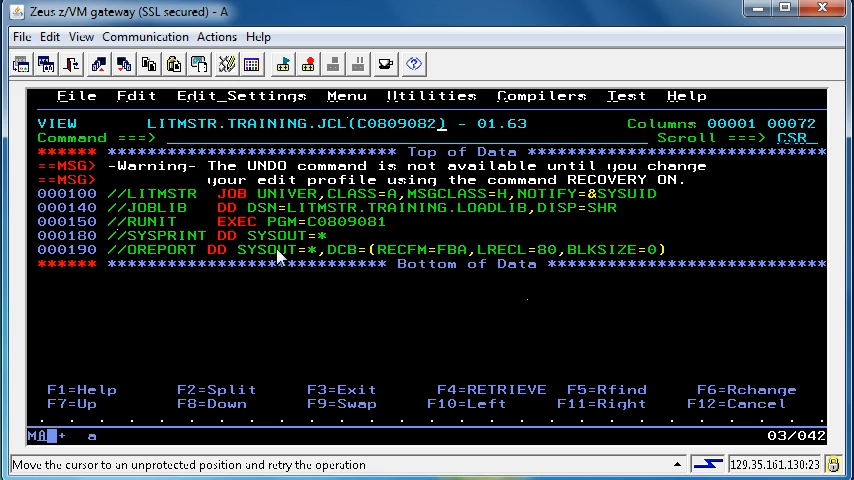 Zeus z/VM gateway (SSL secured) - A
File Edit View Communication Actions Help
File Edit Edit_Settings Menu Utilities Compilers Test Help
VIEW LITMSTR.TRAINING.JCL(C0809082) - 01.63 Columns 00001 00072
Command ===> Scroll ===> CSR
****** ***************************** Top of Data ******************************
==MSG> -Warning- The UNDO command is not available until you change
==MSG> your edit profile using the command RECOVERY ON.
000100 //LITMSTR JOB UNIVER,CLASS=A,MSGCLASS=H,NOTIFY=&SYSUID
000140 //JOBLIB DD DSN=LITMSTR.TRAINING.LOADLIB,DISP=SHR
000150 //RUNIT EXEC PGM=C0809081
000180 //SYSPRINT DD SYSOUT=*
000190 //OREPORT DD SYSOUT=*,DCB=(RECFM=FBA,LRECL=80,BLKSIZE=0)
****** **************************** Bottom of Data ****************************
F1=Help F2=Split F3=Exit F4=RETRIEVE F5=Rfind F6=Rchange
F7=Up F8=Down F9=Swap F10=Left F11=Right F12=Cancel
MA + a 03/042
Move the cursor to an unprotected position and retry the operation 129.35.161.130:23